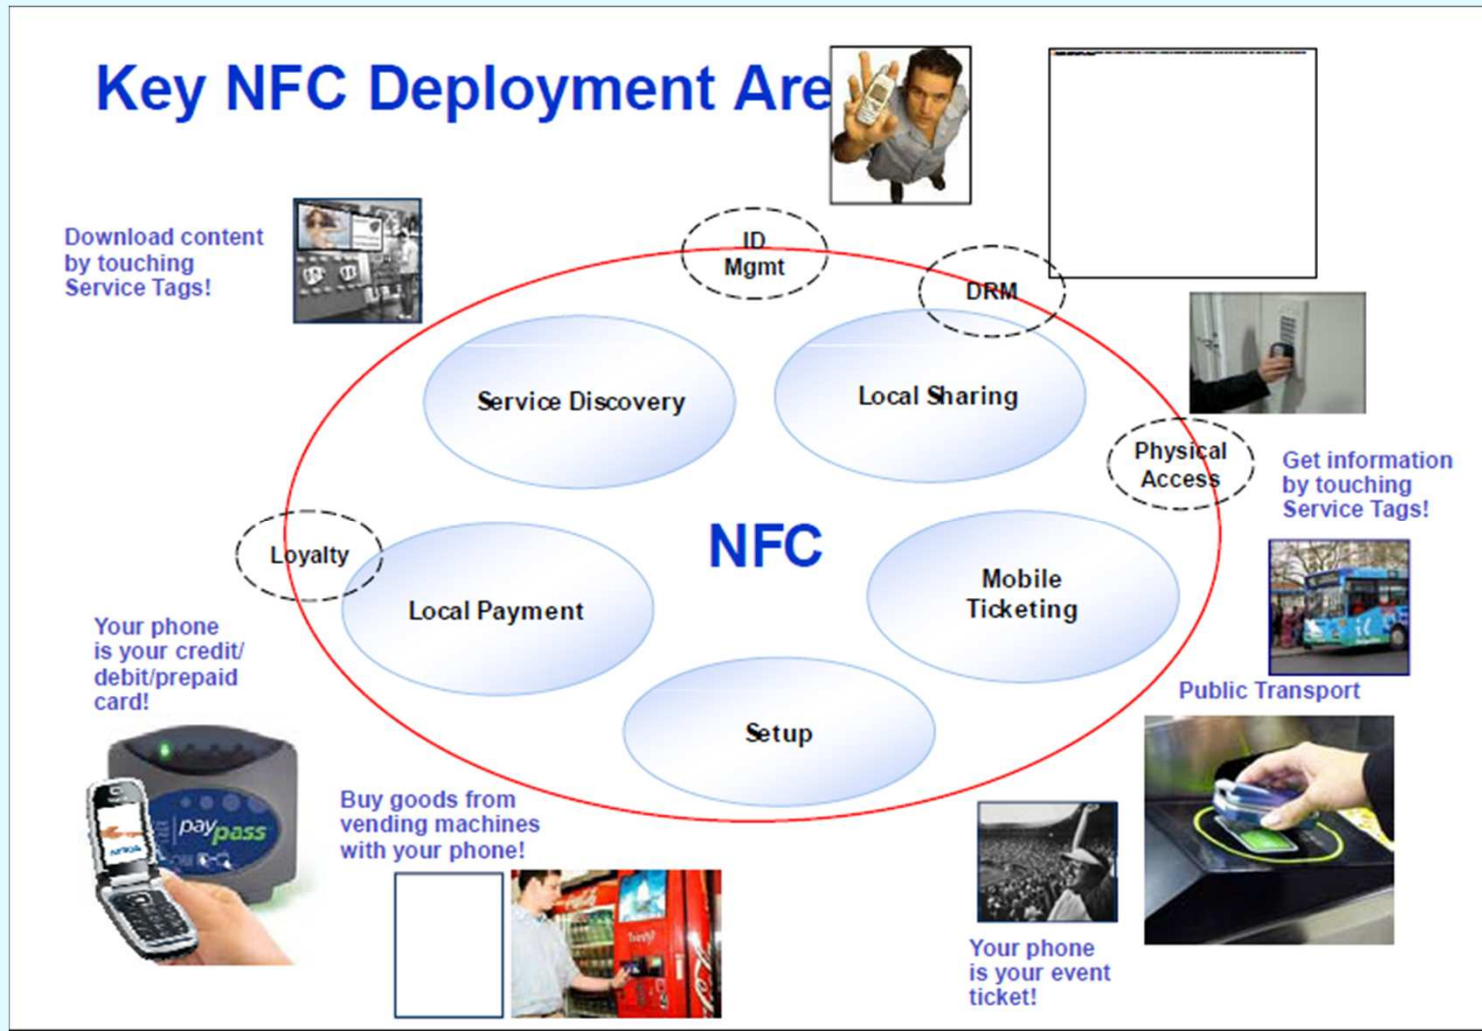 Key NFC Deployment Are
Download content
by touching
Service Tags!
ID
Mgmt
DRM
Service Discovery
Local Sharing
Physical
Access
Get information
by touching
Service Tags!
Loyalty
NFC
Local Payment
Mobile
Ticketing
Your phone
is your credit/
debit/prepaid
card!
Public Transport
Setup
paypass
Buy goods from
vending machines
with your phone!
Your phone
is your event
ticket!